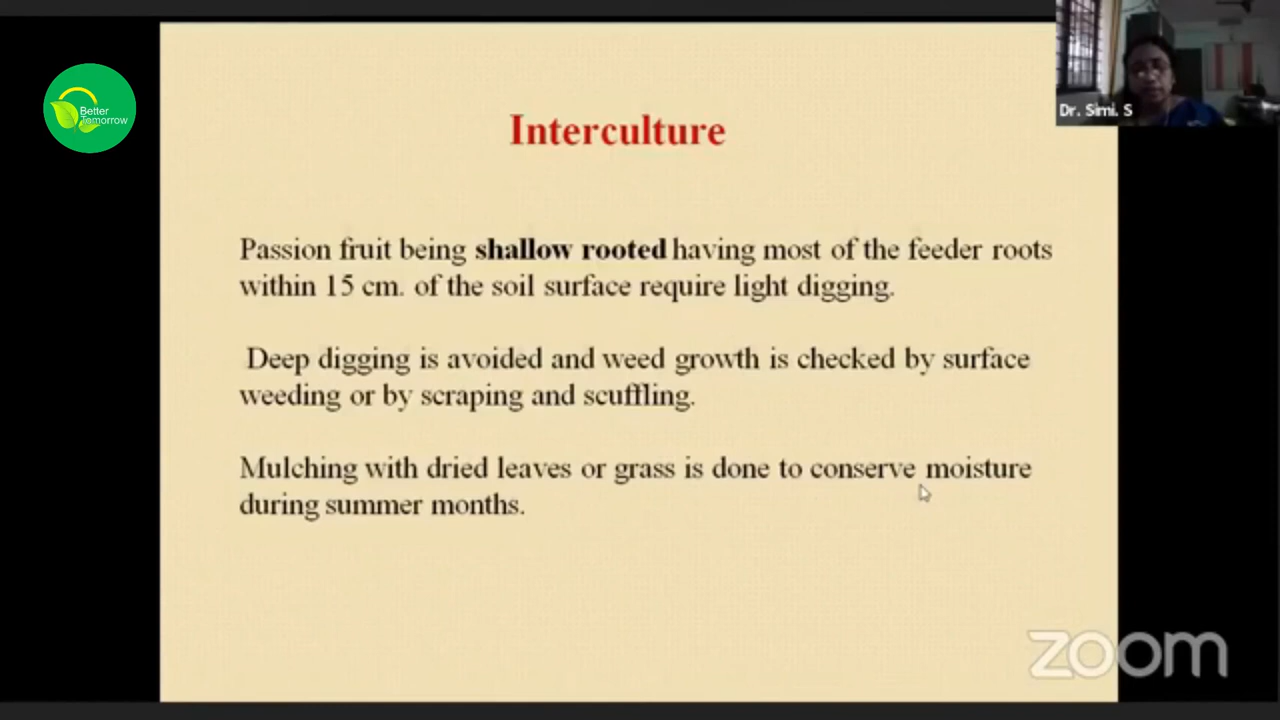 Better
Tomorrow
Dr. Simi. S
Interculture
Passion fruit being shallow rooted having most of the feeder roots
within 15 cm. of the soil surface require light digging.
Deep digging is avoided and weed growth is checked by surface
weeding or by scraping and scuffling.
Mulching with dried leaves or grass is done to conserve moisture
during summer months.
zoom